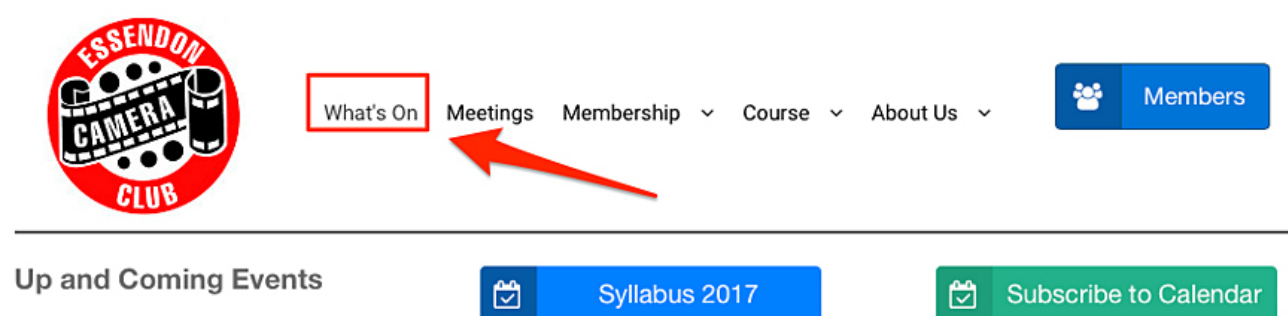 ESSENDON
CAMERA
CLUB
What's On
Meetings
Membership
Course
About Us
Members
Up and Coming Events
Syllabus 2017
Subscribe to Calendar